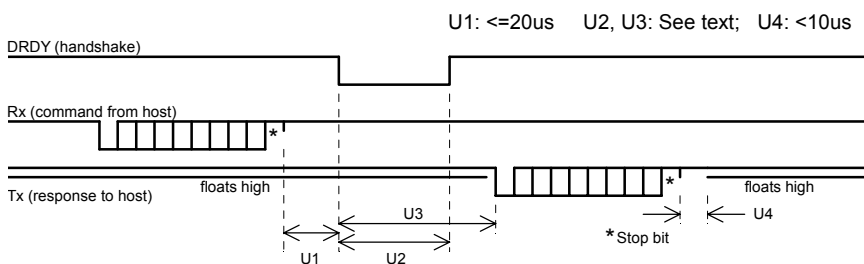 U1: <=20us U2, U3: See text; U4: <10us
DRDY (handshake)
Rx (command from host)
*
Tx (response to host)
floats high
*
floats high
U3
* Stop bit
U4
U1
U2